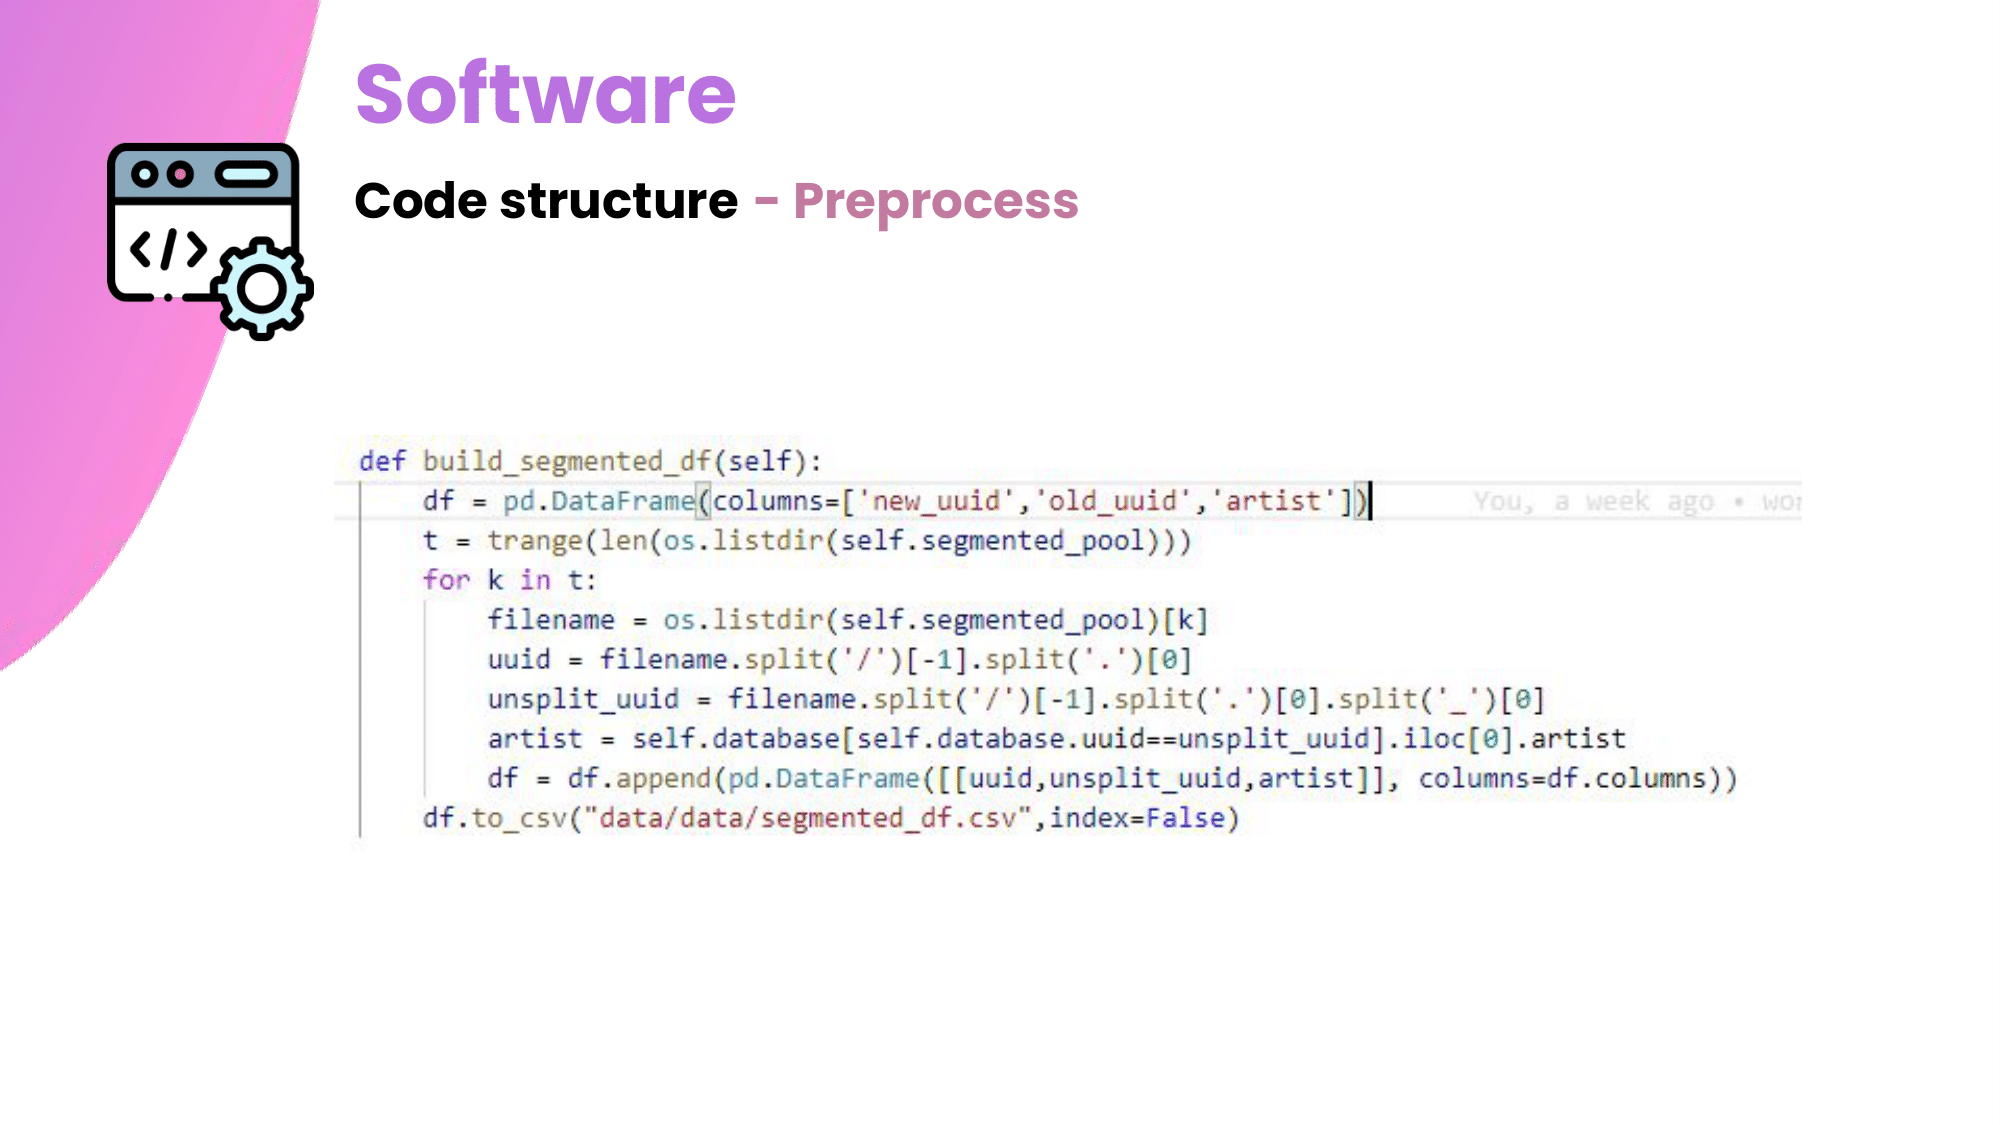 Software
Code structure - Preprocess
</>
def build_segmented_df(self):
    df = pd.DataFrame(columns=['new_uuid','old_uuid','artist'])        You, a week ago •
    t = trange(len(os.listdir(self.segmented_pool)))
    for k in t:
        filename = os.listdir(self.segmented_pool)[k]
        uuid = filename.split('/')[-1].split('.')[0]
        unsplit_uuid = filename.split('/')[-1].split('.')[0].split('_')[0]
        artist = self.database[self.database.uuid==unsplit_uuid].iloc[0].artist
        df = df.append(pd.DataFrame([[uuid,unsplit_uuid,artist]], columns=df.columns))
    df.to_csv("data/data/segmented_df.csv",index=False)